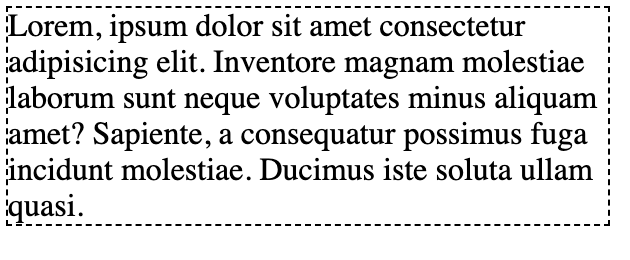 Lorem, ipsum dolor sit amet consectetur
adipisicing elit. Inventore magnam molestiae
laborum sunt neque voluptates minus aliquam
amet? Sapiente, a consequatur possimus fuga
incidunt molestiae. Ducimus iste soluta ullam
quasi.